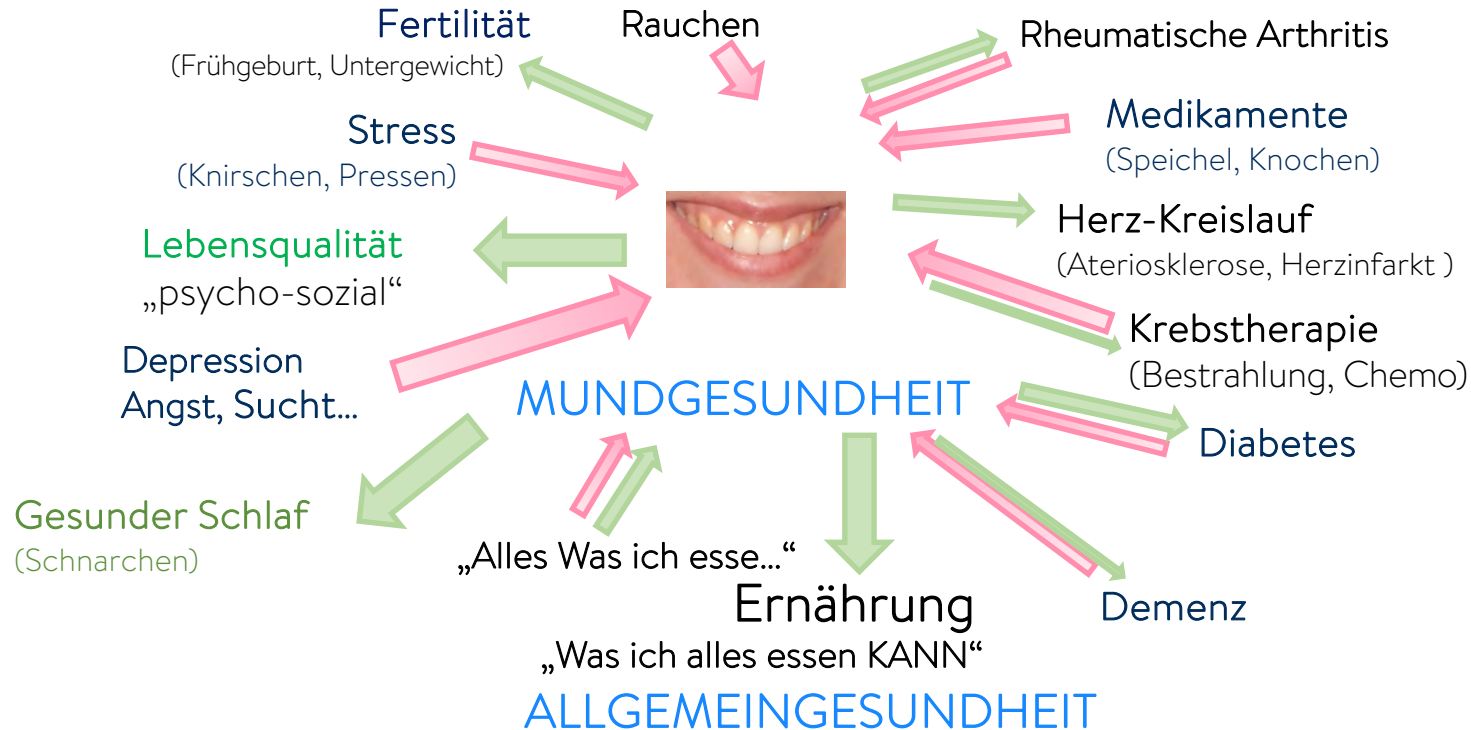 Fertilität
(Frühgeburt, Untergewicht)
Rauchen
Rheumatische Arthritis
Stress
(Knirschen, Pressen)
Medikamente
(Speichel, Knochen)
Lebensqualität
„psycho-sozial“
Herz-Kreislauf
(Ateriosklerose, Herzinfarkt )
Depression
Angst, Sucht...
Krebstherapie
(Bestrahlung, Chemo)
MUNDGESUNDHEIT
Diabetes
Gesunder Schlaf
(Schnarchen)
„Alles Was ich esse...“
Ernährung
„Was ich alles essen KANN“
Demenz
ALLGEMEINGESUNDHEIT